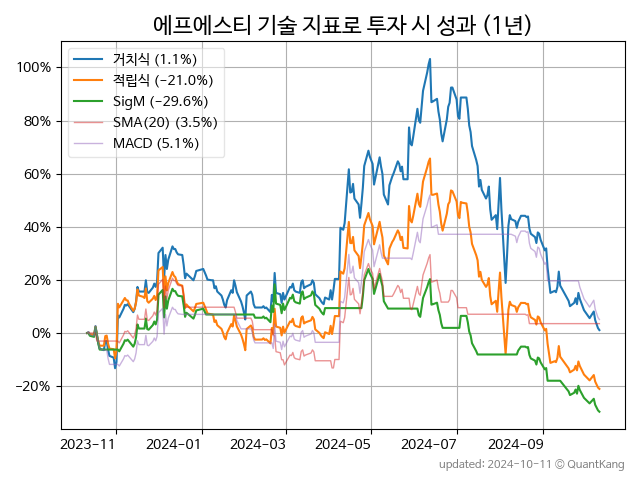 에프에스티 기술 지표로 투자 시 성과 (1년)
거치식 (1.1%)
적립식 (−21.0%)
SigM (−29.6%)
SMA(20) (3.5%)
MACD (5.1%)
100%
80%
60%
40%
20%
0%
−20%
2023-11 2024-01 2024-03 2024-05 2024-07 2024-09
updated: 2024-10-11 © QuantKang